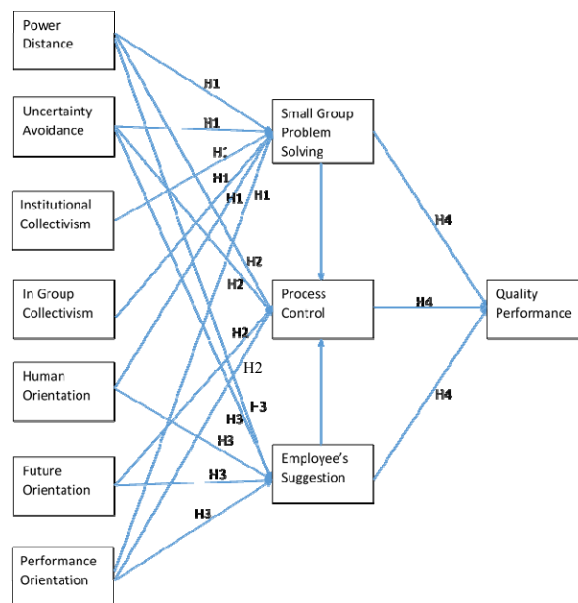 Power
Distance
H1
Small Group
Problem
Solving
Uncertainty
Avoidance
H1
H1
H1
Institutional
Collectivism
H1
H1
H4
H2
In Group
Collectivism
H2
Process
Control
H4
Quality
Performance
H2
Human
Orientation
H2
H4
H3
H3
H3
Employee's
Suggestion
Future
Orientation
H3
H3
Performance
Orientation